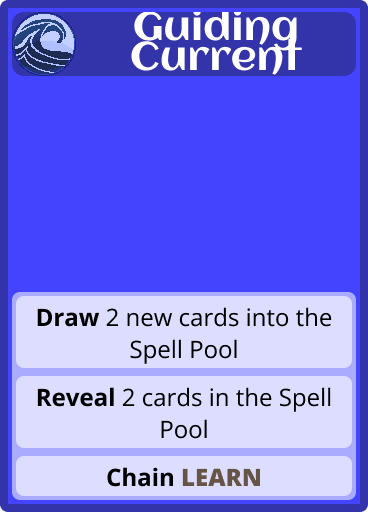 Guiding
Current
Draw 2 new cards into the
Spell Pool
Reveal 2 cards in the Spell
Pool
Chain LEARN